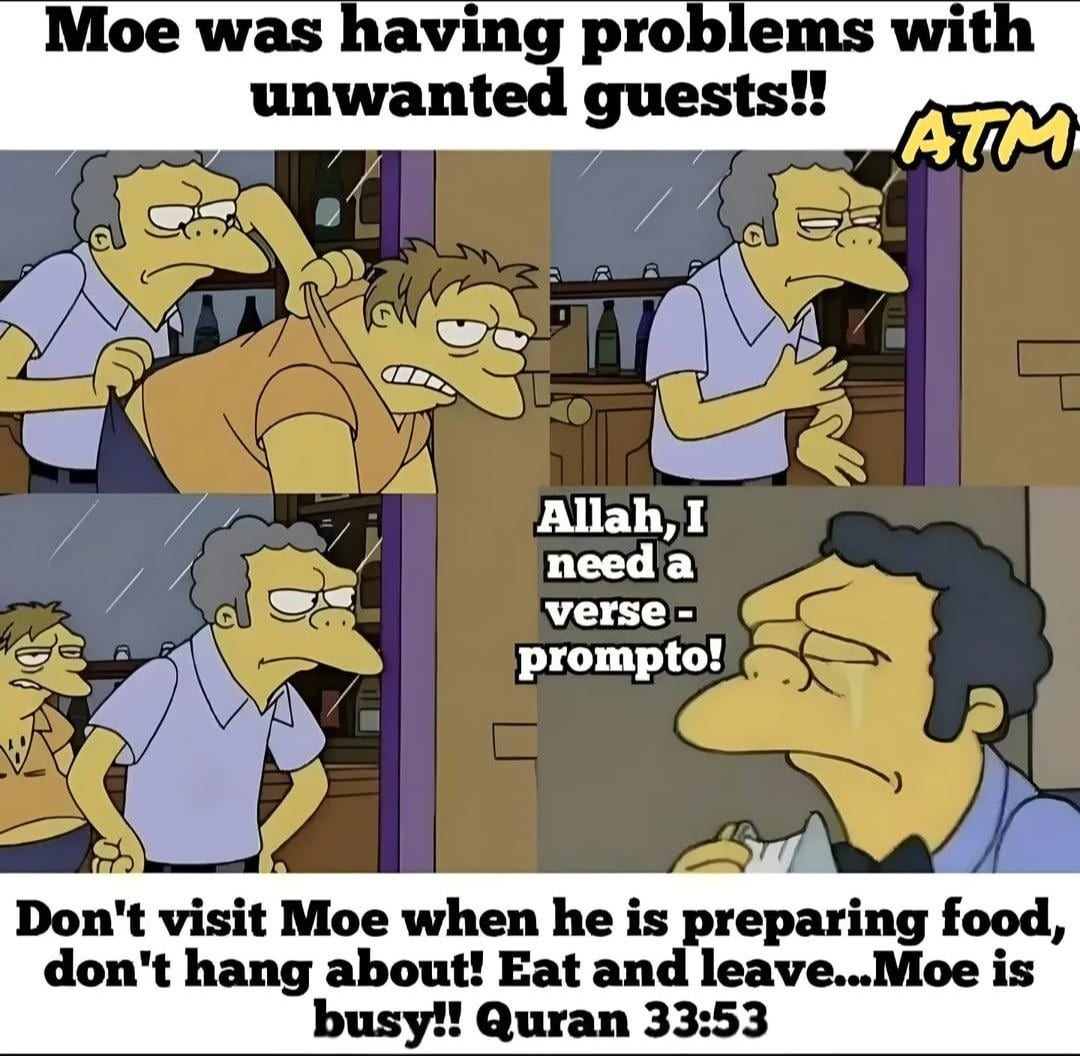 Moe was having problems with
unwanted guests!!
ATM
Allah, I
need a
verse -
prompto!
Don't visit Moe when he is preparing food,
don't hang about! Eat and leave...Moe is
busy!! Quran 33:53